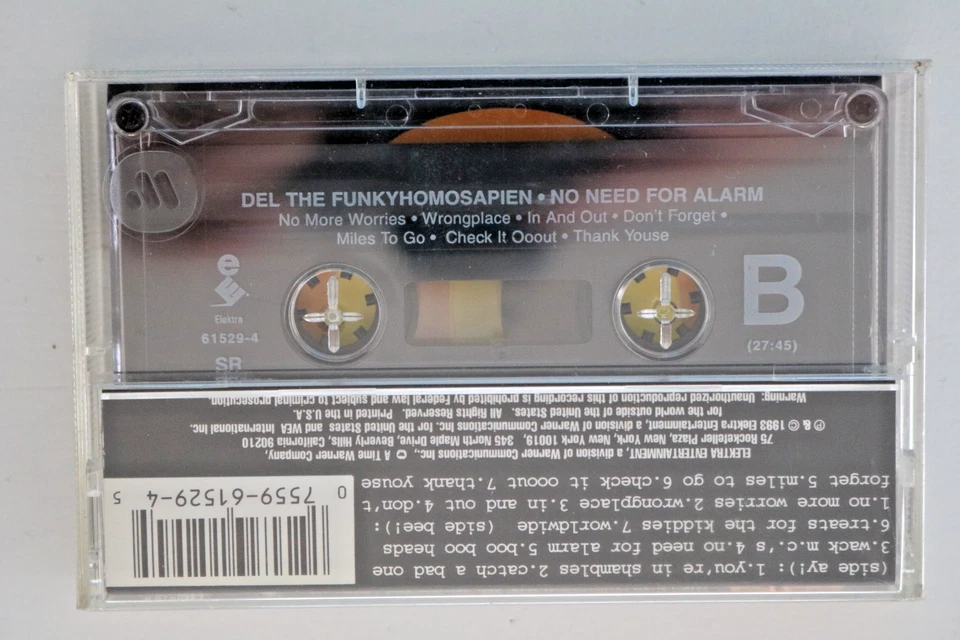 DEL THE FUNKYHOMOSAPIEN • NO NEED FOR ALARM
No More Worries • Wrongplace • In And Out • Don't Forget •
Miles To Go • Check It Ooout • Thank Youse
Elektra
61529-4
SR
B
(27:45)
(side ay!): 1.you're in shambles 2.catch a bad one
3.wack m.c.'s 4.no need for alarm 5.boo boo heads
6.treats for the kiddies 7.worldwide (side bee!):
1.no more worries 2.wrongplace 3.in and out 4.don't
forget 5.miles to go 6.check it ooout 7.thank youse
ELEKTRA ENTERTAINMENT, a division of Warner Communications Inc., A Time Warner Company,
75 Rockefeller Plaza, New York, New York 10019, 345 North Maple Drive, Beverly Hills, California 90210
℗ & © 1993 Elektra Entertainment, a division of Warner Communications Inc. for the United States and WEA International Inc.
for the world outside of the United States. All Rights Reserved. Printed in the U.S.A.
Warning: Unauthorized reproduction of this recording is prohibited by Federal law and subject to criminal prosecution.
0 7559-61529-4 5